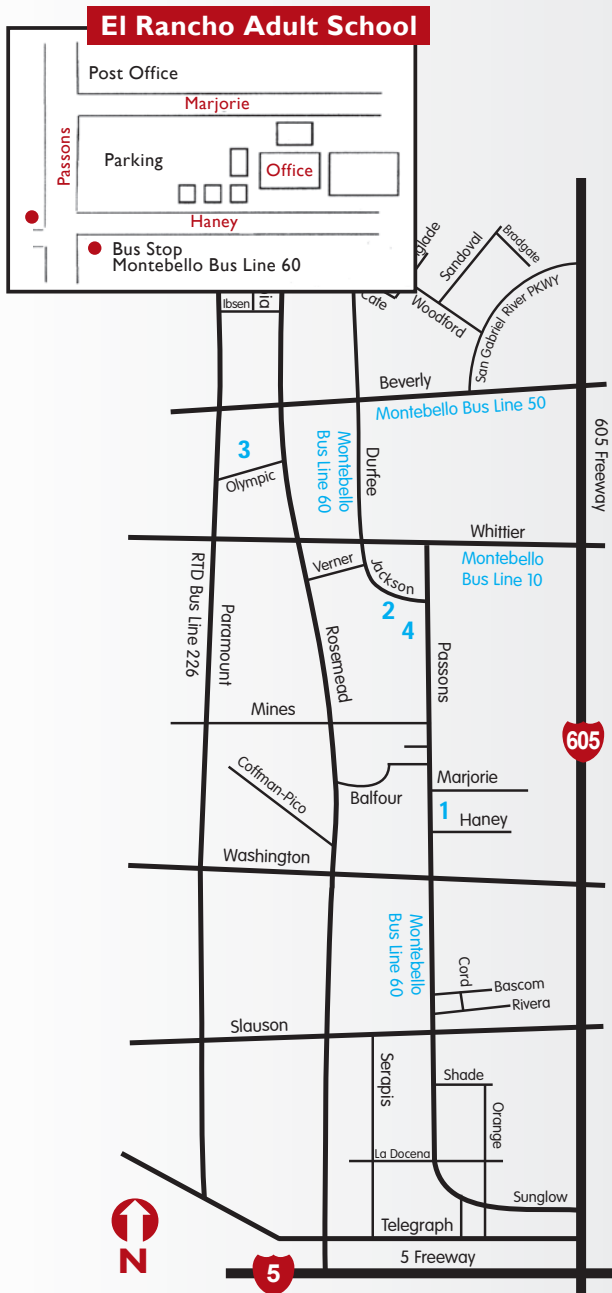 El Rancho Adult School
Post Office
Marjorie
Passons
Parking
Office
Haney
Bus Stop
Montebello Bus Line 60
Ibsen
Woodford
Sandoval
Bradgate
San Gabriel River PKWY
Beverly
Montebello Bus Line 50
605 Freeway
3
Olympic
Montebello
Bus Line 60
Durfee
Whittier
Montebello
Bus Line 10
Verner
Jackson
2
4
RTD Bus Line 226
Paramount
Rosemead
Passons
Mines
605
Coffman-Pico
Balfour
Marjorie
1
Haney
Washington
Montebello
Bus Line 60
Cord
Bascom
Rivera
Slauson
Serapis
Shade
Orange
La Docena
Sunglow
Telegraph
N
5 Freeway
5